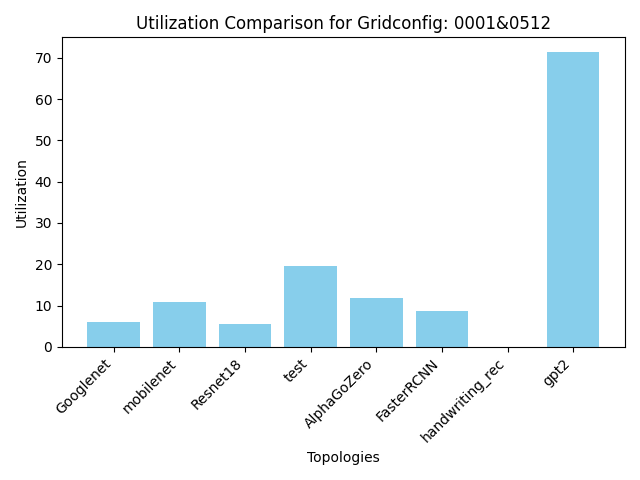 Utilization Comparison for Gridconfig: 0001&0512
Utilization
70
60
50
40
30
20
10
0
Googlenet
mobilenet
Resnet18
test
AlphaGoZero
FasterRCNN
handwriting_rec
gpt2
Topologies